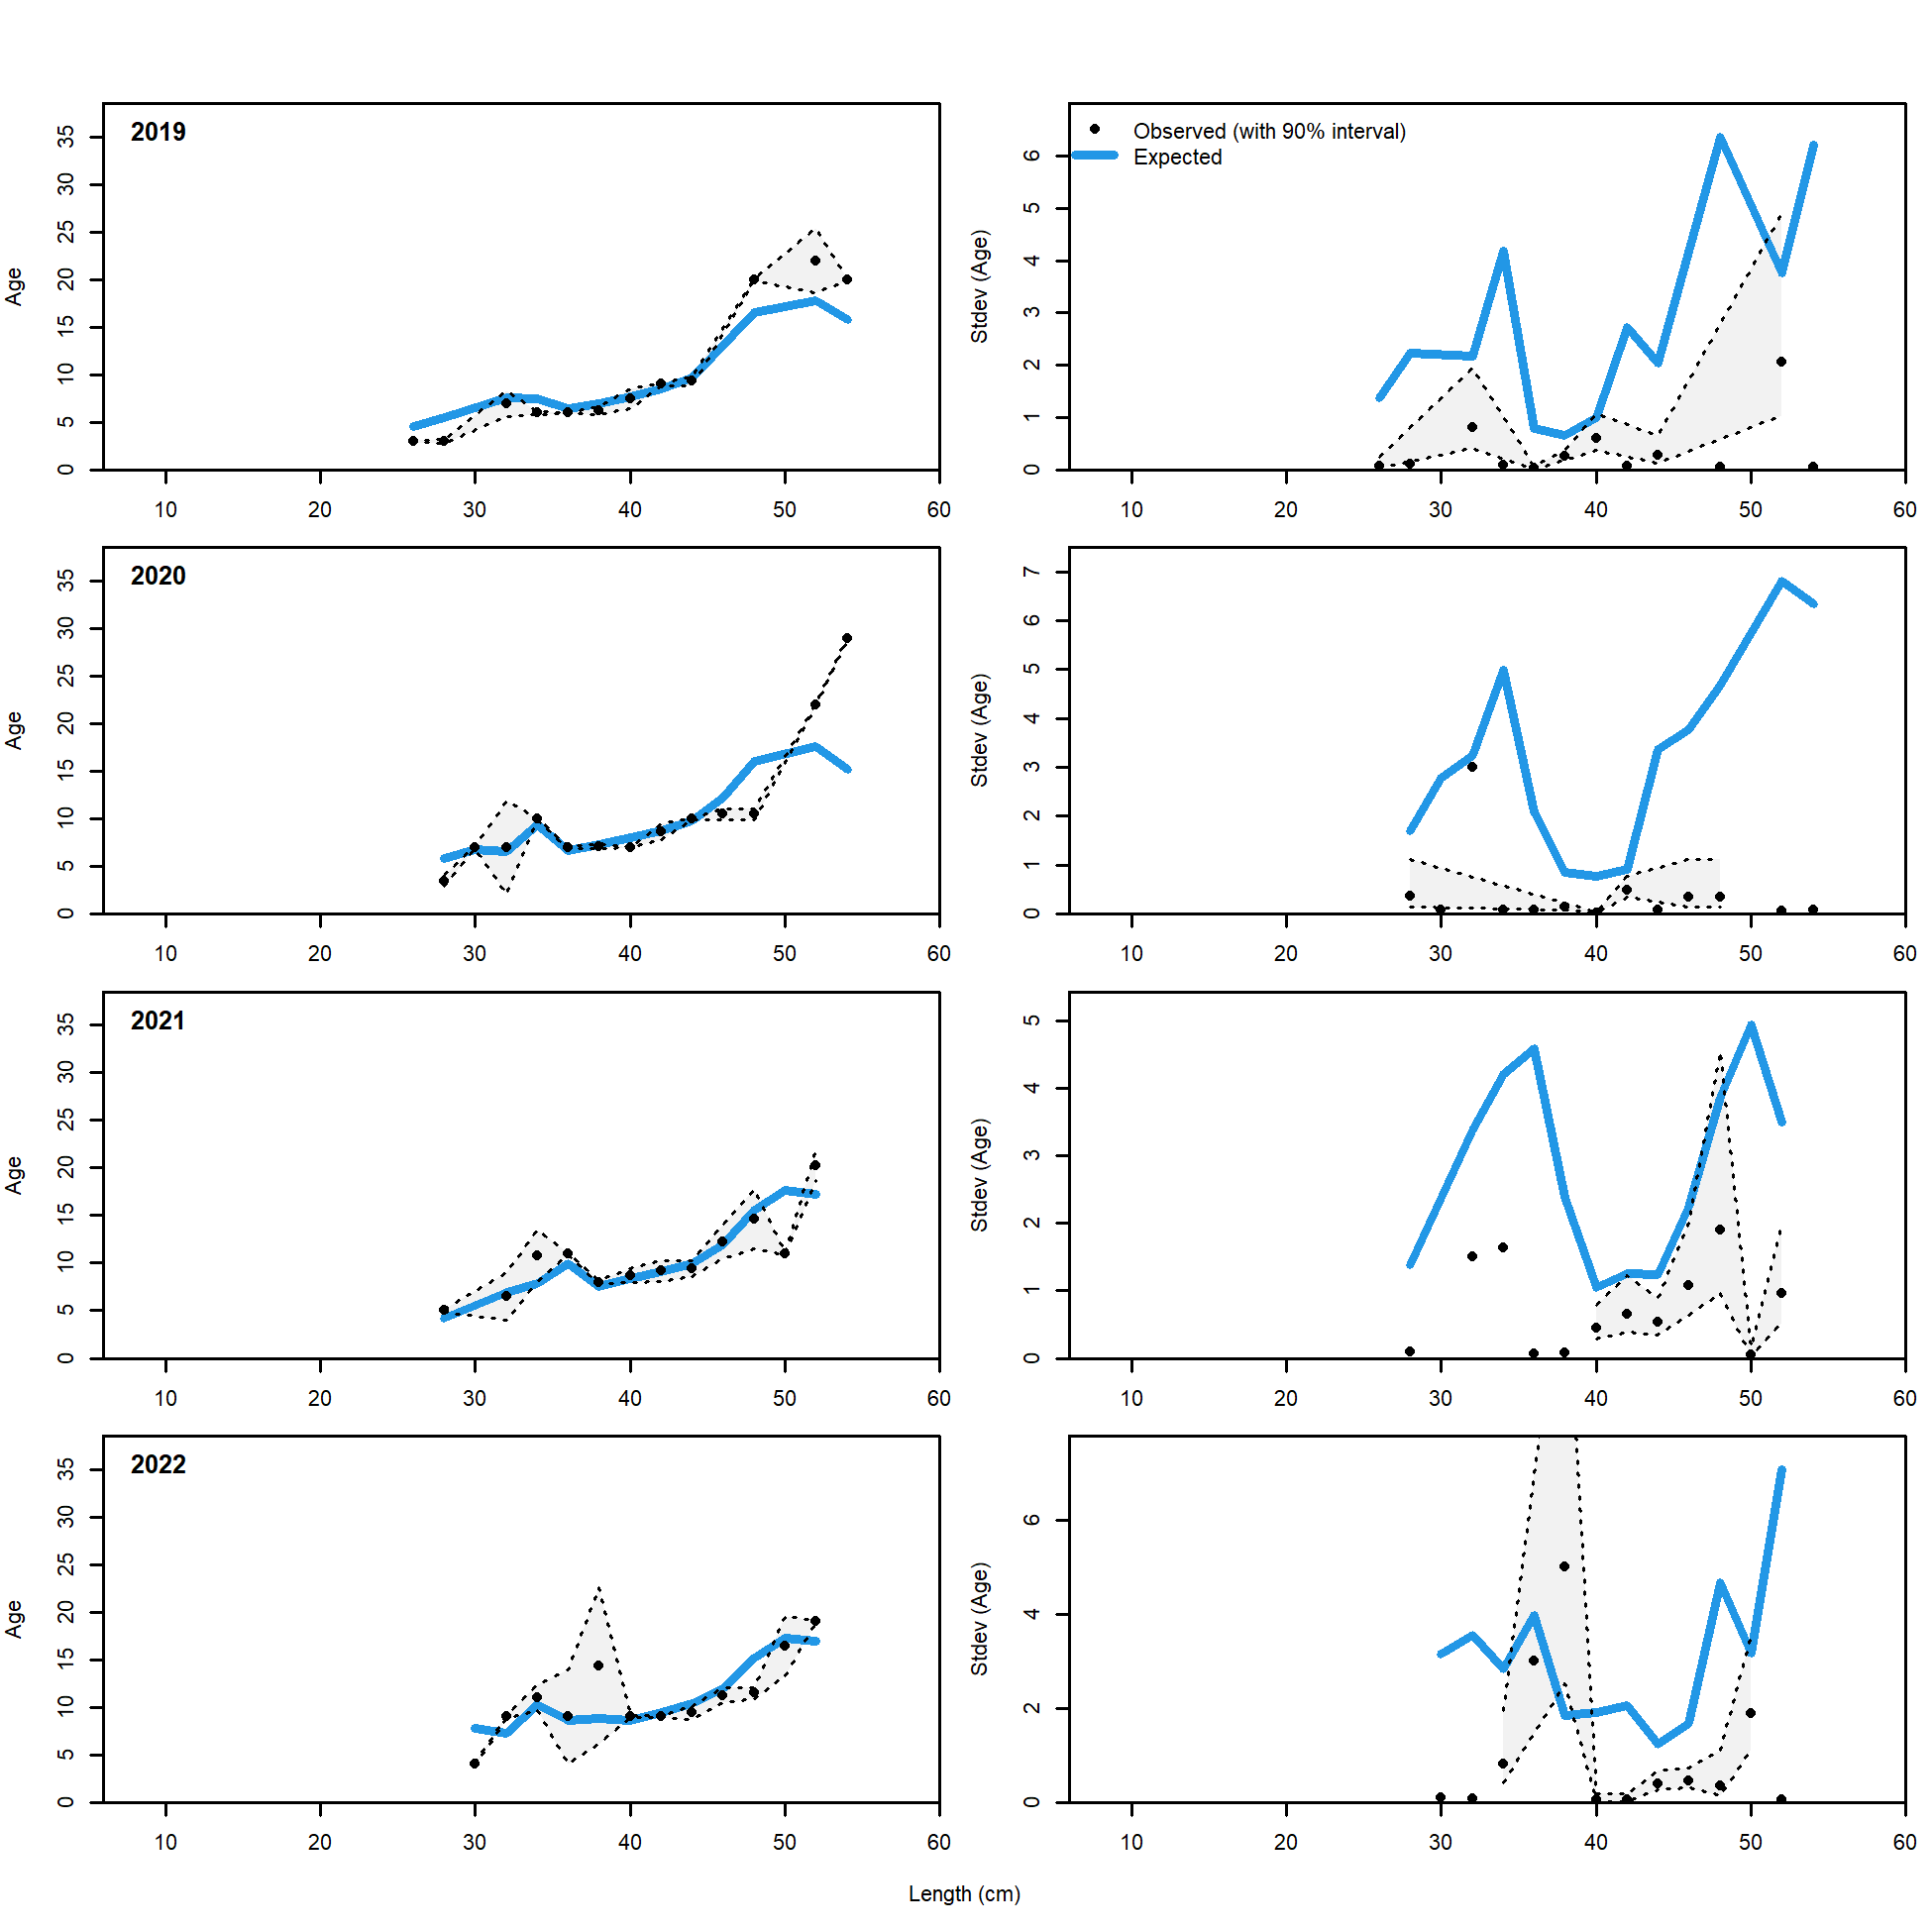 2019
Age
0 5 10 15 20 25 30 35
10 20 30 40 50 60
Observed (with 90% interval)
Expected
Stdev (Age)
0 1 2 3 4 5 6
10 20 30 40 50 60
2020
Age
0 5 10 15 20 25 30 35
10 20 30 40 50 60
Stdev (Age)
0 1 2 3 4 5 6 7
10 20 30 40 50 60
2021
Age
0 5 10 15 20 25 30 35
10 20 30 40 50 60
Stdev (Age)
0 1 2 3 4 5
10 20 30 40 50 60
2022
Age
0 5 10 15 20 25 30 35
10 20 30 40 50 60
Stdev (Age)
0 2 4 6
10 20 30 40 50 60
Length (cm)